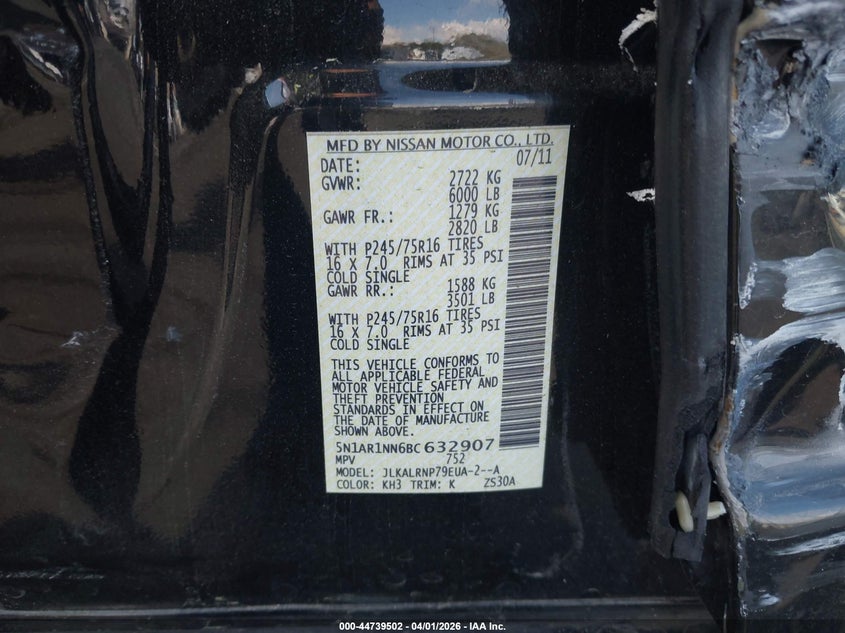 MFD BY NISSAN MOTOR CO., LTD.
DATE: 07/11
GVWR: 2722 KG
6000 LB
GAWR FR.: 1279 KG
2820 LB
WITH P245/75R16 TIRES
16 X 7.0 RIMS AT 35 PSI
COLD SINGLE
GAWR RR.: 1588 KG
3501 LB
WITH P245/75R16 TIRES
16 X 7.0 RIMS AT 35 PSI
COLD SINGLE
THIS VEHICLE CONFORMS TO
ALL APPLICABLE FEDERAL
MOTOR VEHICLE SAFETY AND
THEFT PREVENTION
STANDARDS IN EFFECT ON
THE DATE OF MANUFACTURE
SHOWN ABOVE.
5N1AR1NN6BC 632907
MPV 752
MODEL: JLKALRNP79EUA-2--A
COLOR: KH3 TRIM: K ZS30A
000-44739502 - 04/01/2026 - IAA Inc.